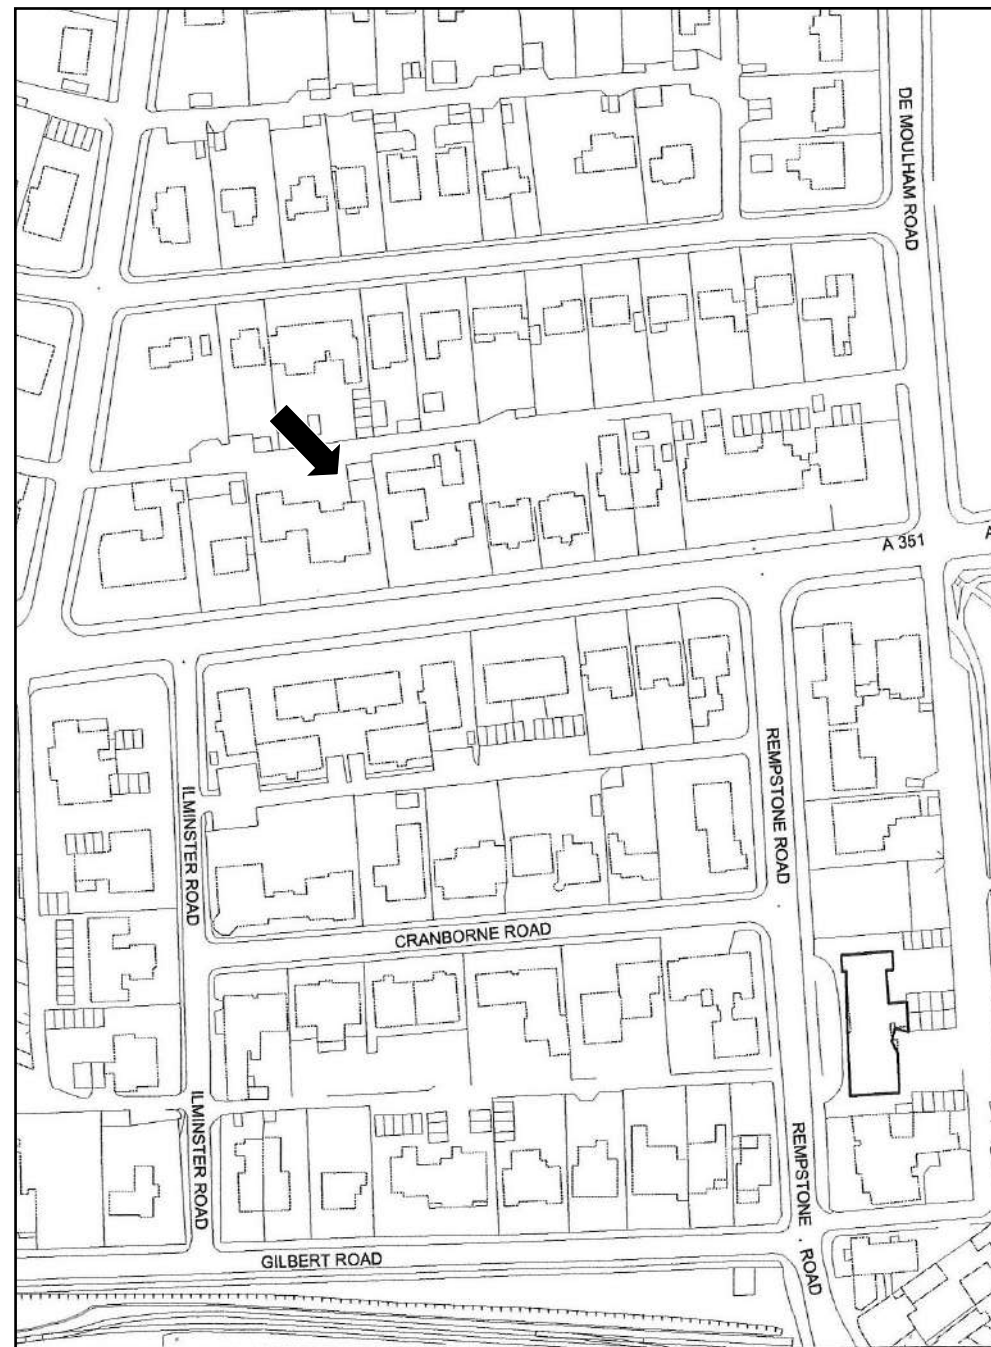 DE MOULHAM ROAD
A 351
A
REMPSTONE ROAD
ILMINSTER ROAD
CRANBORNE ROAD
ILMINSTER ROAD
REMPSTONE ROAD
GILBERT ROAD